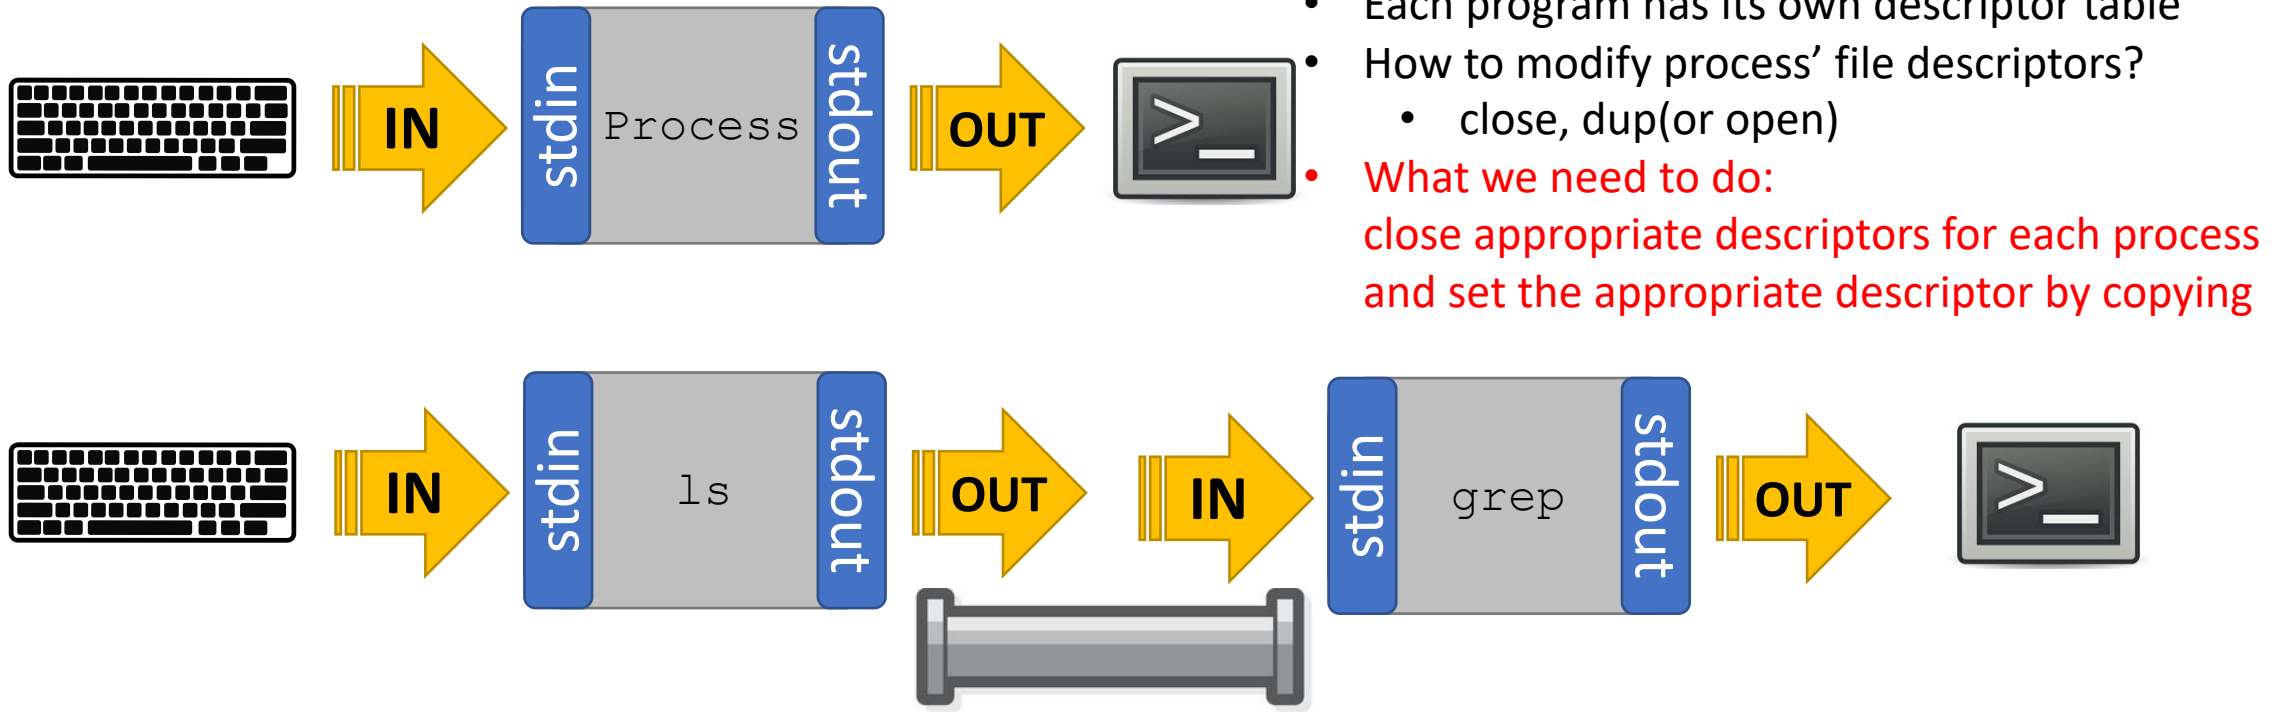 • Each program has its own descriptor table
• How to modify process’ file descriptors?
• close, dup(or open)
• What we need to do:
close appropriate descriptors for each process
and set the appropriate descriptor by copying
IN
stdin
Process
stdout
OUT
>_
IN
stdin
ls
stdout
OUT
IN
stdin
grep
stdout
OUT
>_